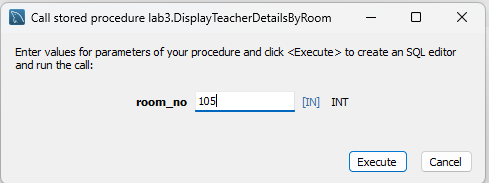 Call stored procedure lab3.DisplayTeacherDetailsByRoom
Enter values for parameters of your procedure and click <Execute> to create an SQL editor
and run the call:
room_no 105 [IN] INT
Execute Cancel